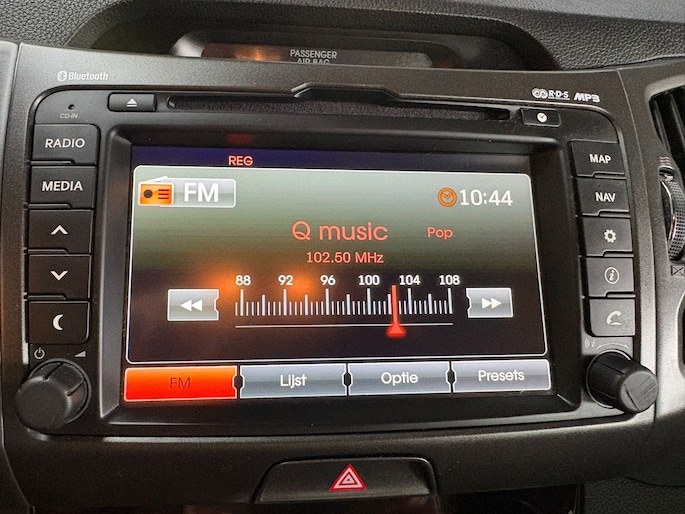 PASSENGER
AIR BAG
Bluetooth
R·D·S MP3
CD-IN
RADIO
MEDIA
MAP
NAV
REG
FM
10:44
Q music Pop
102.50 MHz
88 92 96 100 104 108
FM Lijst Optie Presets